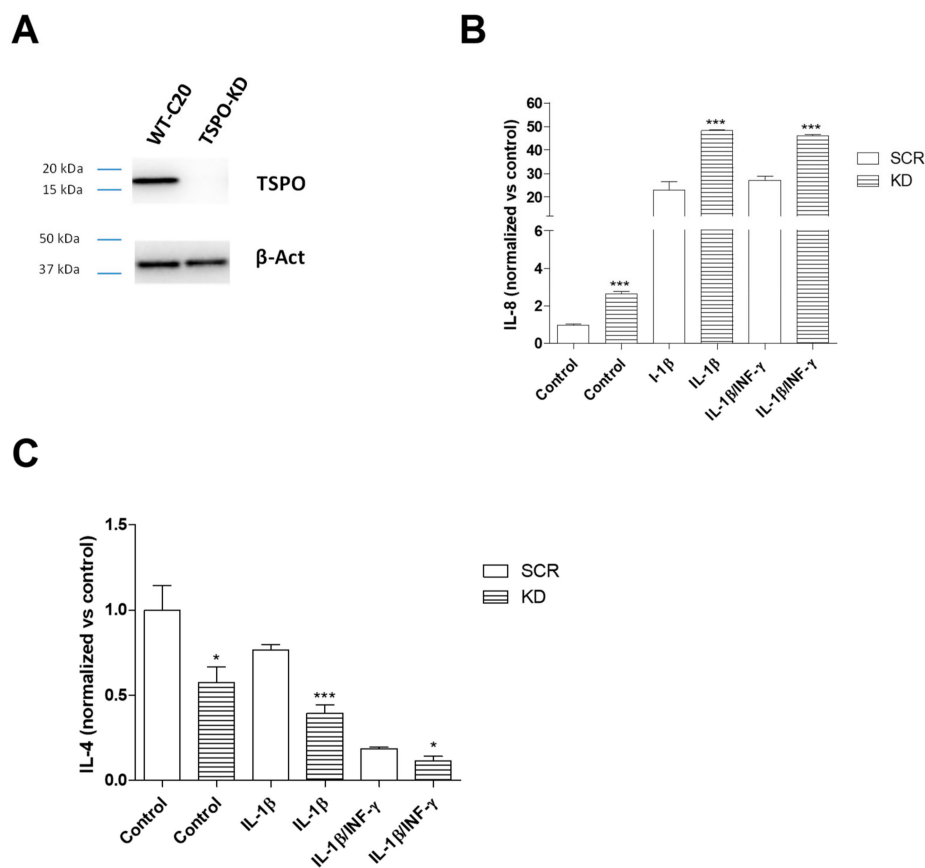 A
WT-C20
TSPO-KD
20 kDa
15 kDa
TSPO
50 kDa
37 kDa
β-Act
B
IL-8 (normalized vs control)
60
50
40
30
20
6
4
2
0
***
***
***
Control
Control
I-1β
IL-1β
IL-1β/INF-γ
IL-1β/INF-γ
SCR
KD
C
IL-4 (normalized vs control)
1.5
1.0
0.5
0.0
*
***
*
Control
Control
IL-1β
IL-1β
IL-1β/INF-γ
IL-1β/INF-γ
SCR
KD